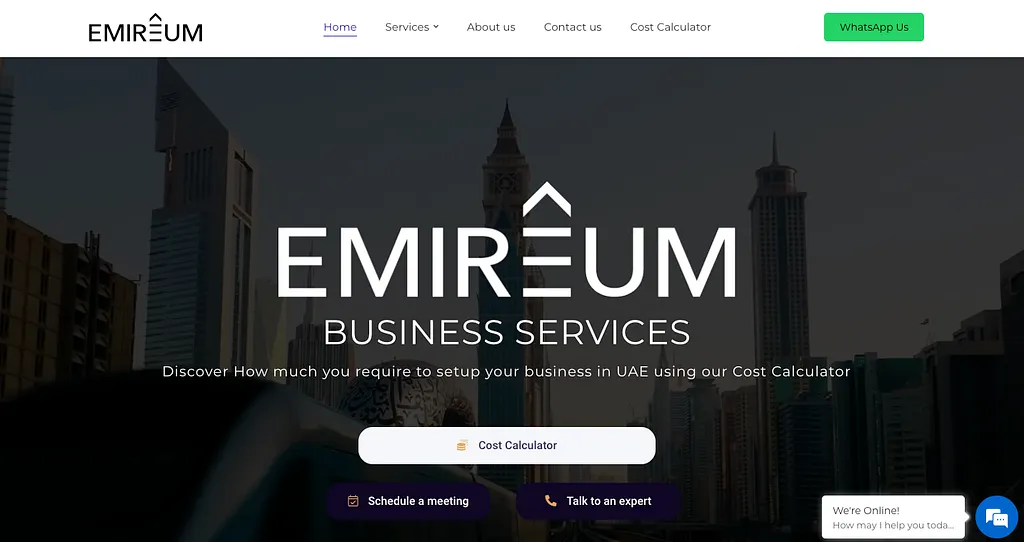 EMIREUM
Home
Services
About us
Contact us
Cost Calculator
WhatsApp Us
EMIREUM
BUSINESS SERVICES
Discover How much you require to setup your business in UAE using our Cost Calculator
Cost Calculator
Schedule a meeting
Talk to an expert
We're Online!
How may I help you toda...